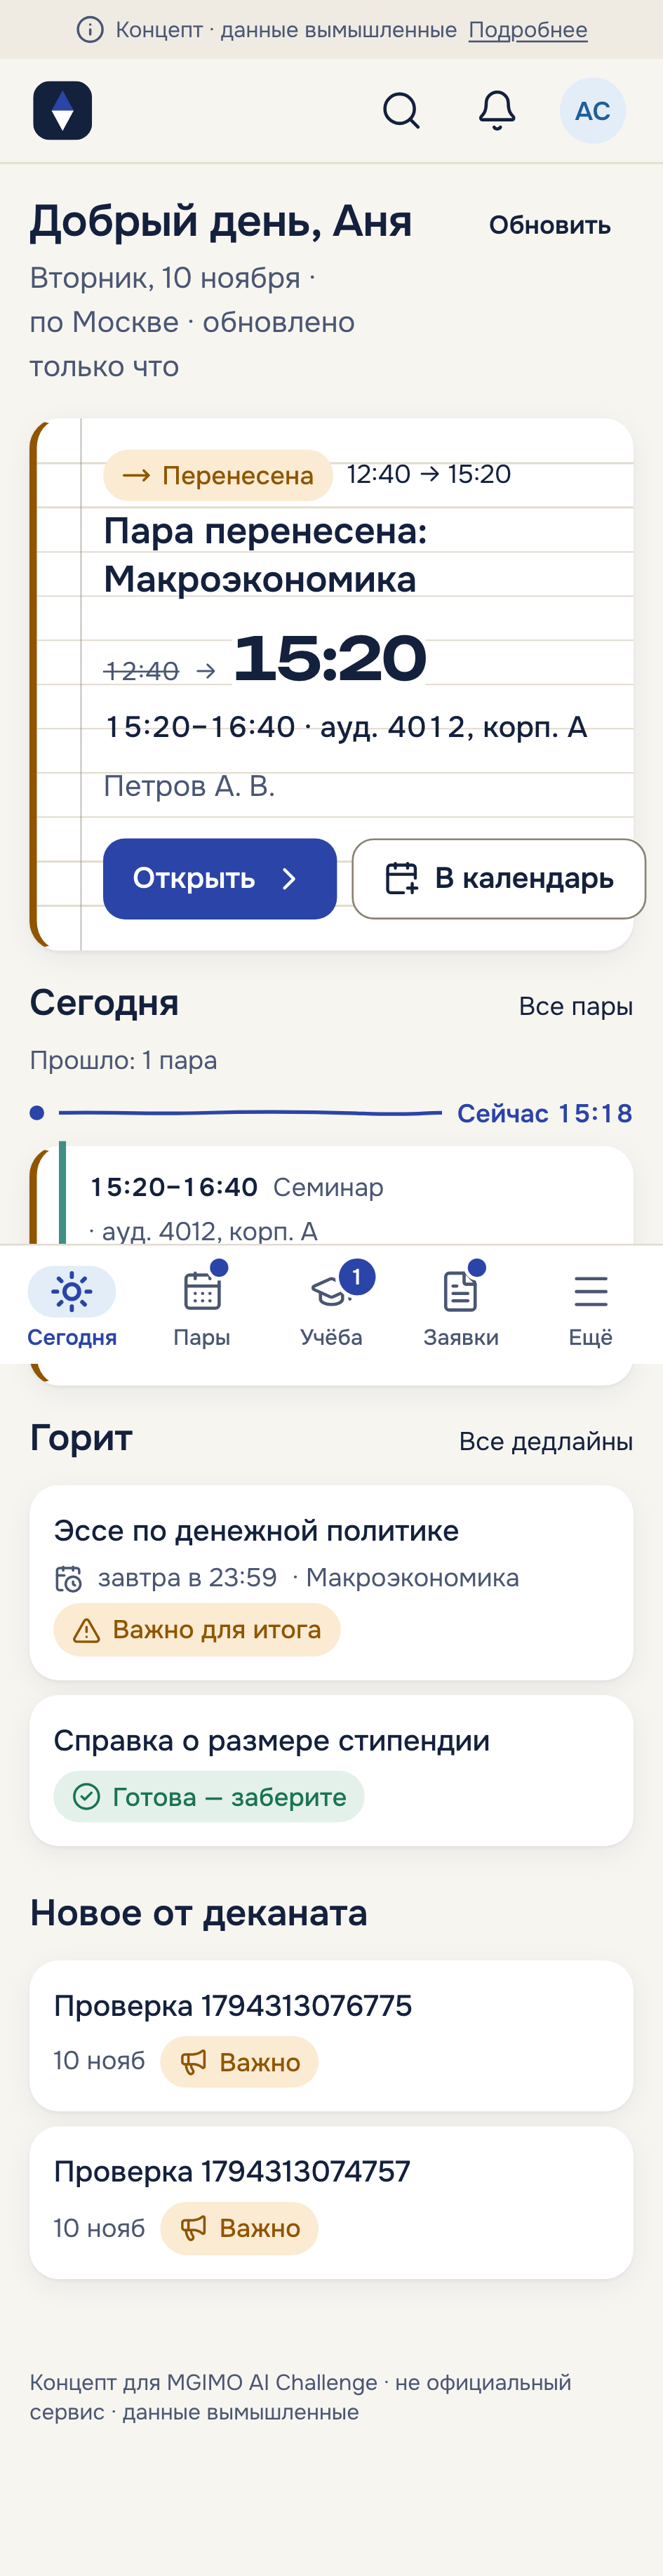 Концепт · данные вымышленные Подробнее
АС
Добрый день, Аня
Обновить
Вторник, 10 ноября ·
по Москве · обновлено
только что
→ Перенесена 12:40 → 15:20
Пара перенесена:
Макроэкономика
12:40 → 15:20
15:20–16:40 · ауд. 4012, корп. А
Петров А. В.
Открыть
В календарь
Сегодня
Все пары
Прошло: 1 пара
Сейчас 15:18
15:20–16:40 Семинар
· ауд. 4012, корп. А
1
Сегодня
Пары
Учёба
Заявки
Ещё
Горит
Все дедлайны
Эссе по денежной политике
завтра в 23:59 · Макроэкономика
Важно для итога
Справка о размере стипендии
Готова — заберите
Новое от деканата
Проверка 1794313076775
10 нояб Важно
Проверка 1794313074757
10 нояб Важно
Концепт для MGIMO AI Challenge · не официальный
сервис · данные вымышленные